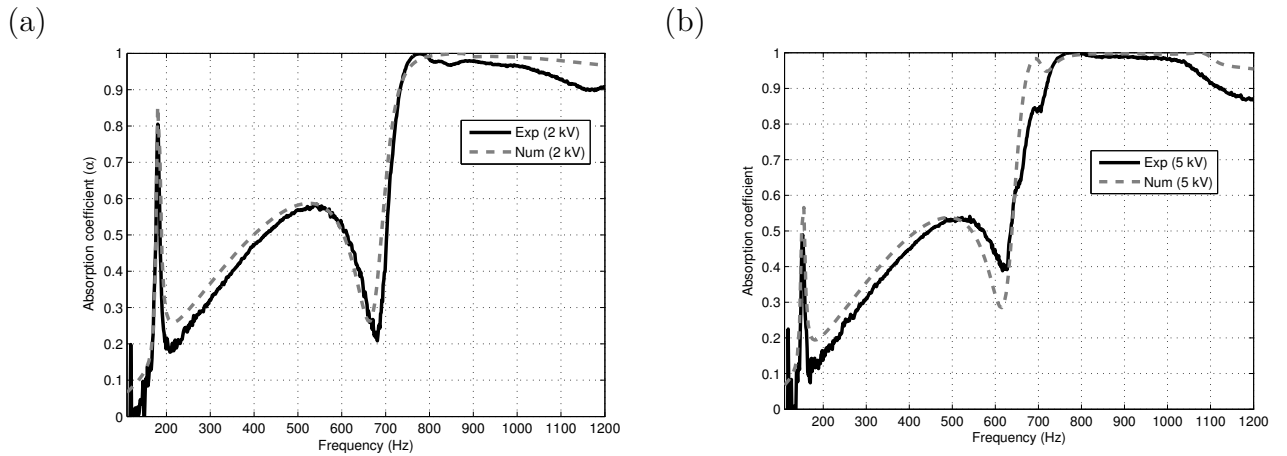 (a)
1
0.9
0.8
0.7
0.6
0.5
0.4
0.3
0.2
0.1
0
Absorption coefficient (α)
Exp (2 kV)
Num (2 kV)
200 300 400 500 600 700 800 900 1000 1100 1200
Frequency (Hz)
(b)
1
0.9
0.8
0.7
0.6
0.5
0.4
0.3
0.2
0.1
0
Absorption coefficient
Exp (5 kV)
Num (5 kV)
200 300 400 500 600 700 800 900 1000 1100 1200
Frequency (Hz)